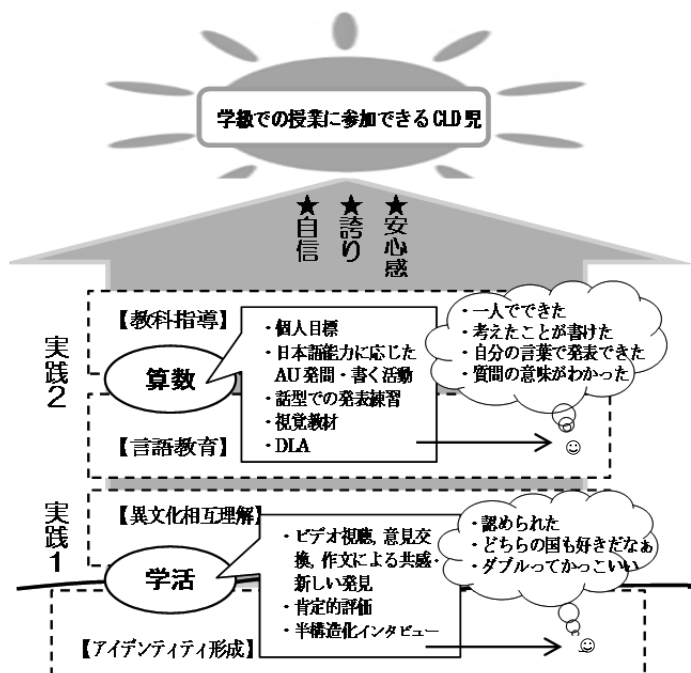 学級での授業に参加できるCLD児
★自信
★誇り
★安心感
実践2
【教科指導】
算数
【言語教育】
・個人目標
・日本語能力に応じた
AU発問・書く活動
・話型での発表練習
・視覚教材
・DLA
・一人でできた
・考えたことが書けた
・自分の言葉で発表できた
・質問の意味がわかった
実践1
【異文化相互理解】
学活
【アイデンティティ形成】
・ビデオ視聴, 意見交
換, 作文による共感・
新しい発見
・肯定的評価
・半構造化インタビュー
・認められた
・どちらの国も好きだなぁ
・ダブルってかっこいい